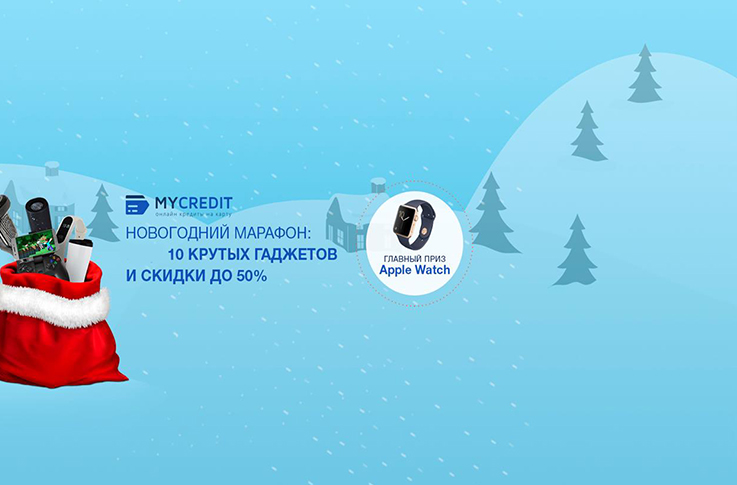 MYCREDIT
онлайн кредиты на карту
НОВОГОДНИЙ МАРАФОН:
10 КРУТЫХ ГАДЖЕТОВ
И СКИДКИ ДО 50%
ГЛАВНЫЙ ПРИЗ
Apple Watch